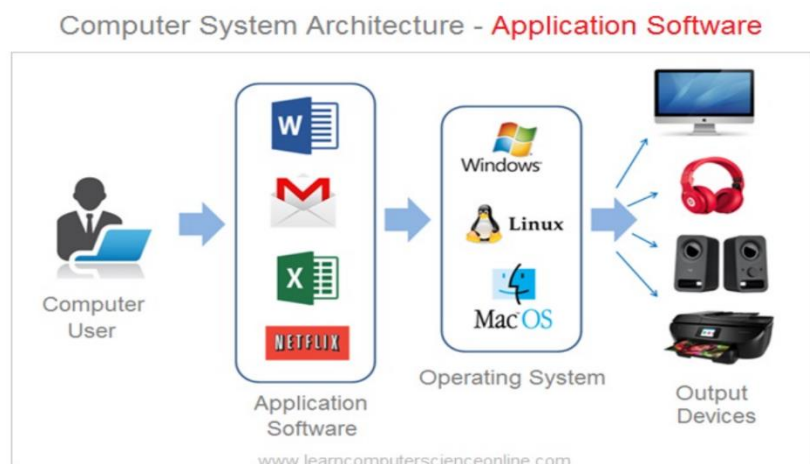 Computer System Architecture - Application Software
Computer
User
W
X
NETFLIX
Application
Software
Windows
Linux
Mac OS
Operating System
Output
Devices
www.learncomputerscienceonline.com